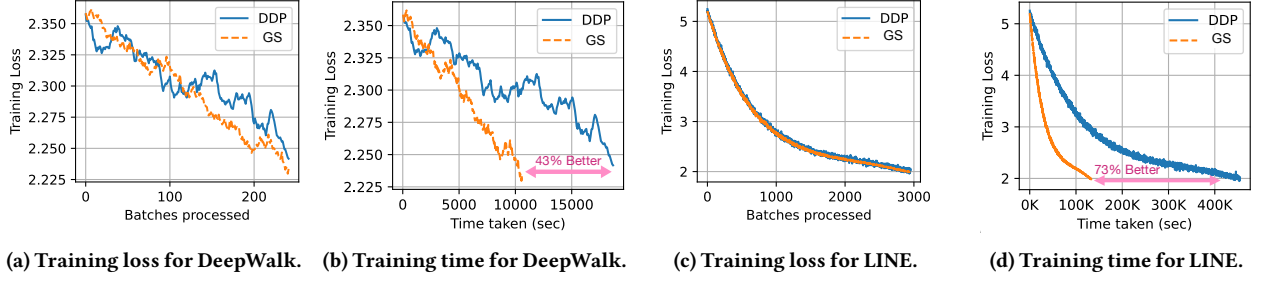 2.350
2.325
2.300
2.275
2.250
2.225
Training Loss
DDP
GS
0
100
200
Batches processed
(a) Training loss for DeepWalk.
2.350
2.325
2.300
2.275
2.250
2.225
Training Loss
DDP
GS
43% Better
0
5000
10000
15000
Time taken (sec)
(b) Training time for DeepWalk.
5
4
3
2
Training Loss
DDP
GS
0
1000
2000
3000
Batches processed
(c) Training loss for LINE.
5
4
3
2
Training Loss
DDP
GS
73% Better
0K
100K
200K
300K
400K
Time taken (sec)
(d) Training time for LINE.